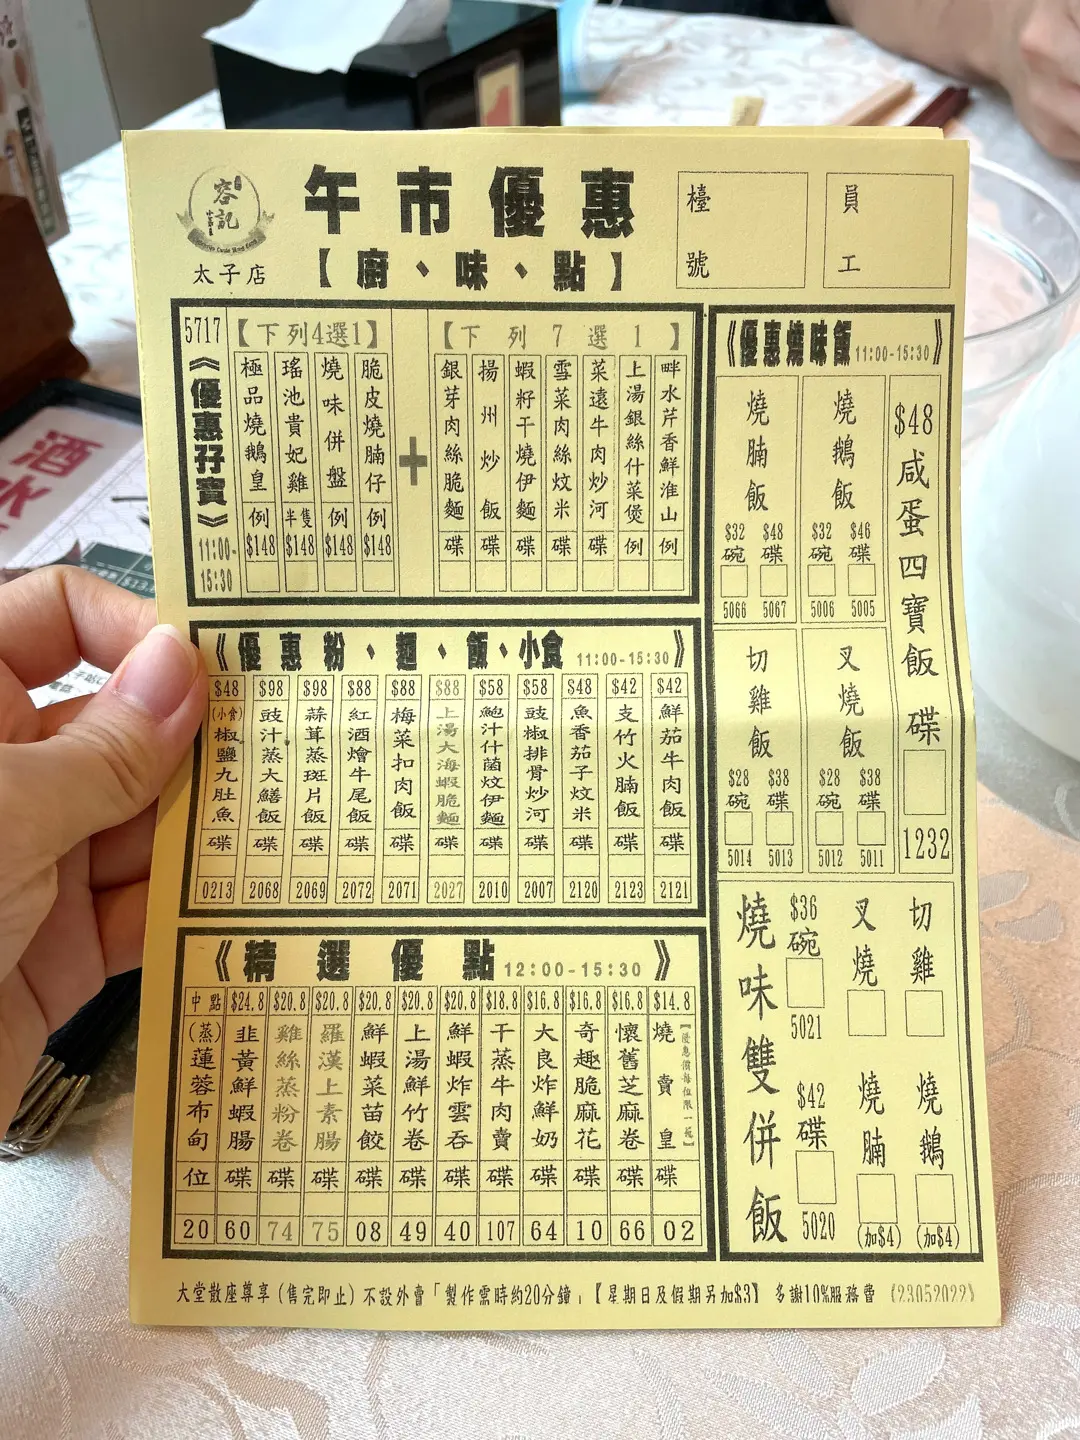 容記
太子店
午市優惠
【廚、味、點】
檯號
員工
5717
《優惠孖寶》
11:00-15:30
【下列4選1】
極品燒鵝皇 例 $148
瑤池貴妃雞 半隻 $148
燒味併盤 例 $148
脆皮燒腩仔 例 $148
+
【下列7選1】
銀芽肉絲脆麵 碟
揚州炒飯 碟
蝦籽干燒伊麵 碟
雪菜肉絲炆米 碟
菜遠牛肉炒河 碟
上湯銀絲什菜煲 例
畔水芹香鮮淮山 例
《優惠粉、麵、飯、小食 11:00-15:30》
$48 (小食)椒鹽九肚魚 碟 0213
$98 豉汁蒸大鱔飯 碟 2068
$98 蒜茸蒸斑片飯 碟 2069
$88 紅酒燴牛尾飯 碟 2072
$88 梅菜扣肉飯 碟 2071
$88 上湯大海蝦脆麵 碟 2027
$58 鮑汁什菌炆伊麵 碟 2010
$58 豉椒排骨炒河 碟 2007
$48 魚香茄子炆米 碟 2120
$42 支竹火腩飯 碟 2123
$42 鮮茄牛肉飯 碟 2121
《精選優點 12:00-15:30》
中點 (蒸)蓮蓉布甸 位 20
$24.8 韭黃鮮蝦腸 碟 60
$20.8 雞絲蒸粉卷 碟 74
$20.8 羅漢上素腸 碟 75
$20.8 鮮蝦菜苗餃 碟 08
$20.8 上湯鮮竹卷 碟 49
$20.8 鮮蝦炸雲吞 碟 40
$18.8 干蒸牛肉賣 碟 107
$16.8 大良炸鮮奶 碟 64
$16.8 奇趣脆麻花 碟 10
$16.8 懷舊芝麻卷 碟 66
$14.8 燒賣皇 碟 02
《優惠燒味飯 11:00-15:30》
燒腩飯 $32 碗 5066 $48 碟 5067
燒鵝飯 $32 碗 5006 $46 碟 5005
切雞飯 $28 碗 5014 $38 碟 5013
叉燒飯 $28 碗 5012 $38 碟 5011
$48 咸蛋四寶飯 碟 1232
燒味雙併飯
$36 碗 5021
$42 碟 5020
叉燒
切雞
燒腩 (加$4)
燒鵝 (加$4)
大堂散座尊享(售完即止)不設外賣「製作需時約20分鐘」【星期日及假期另加$3】多謝10%服務費 (23052022)
酒水